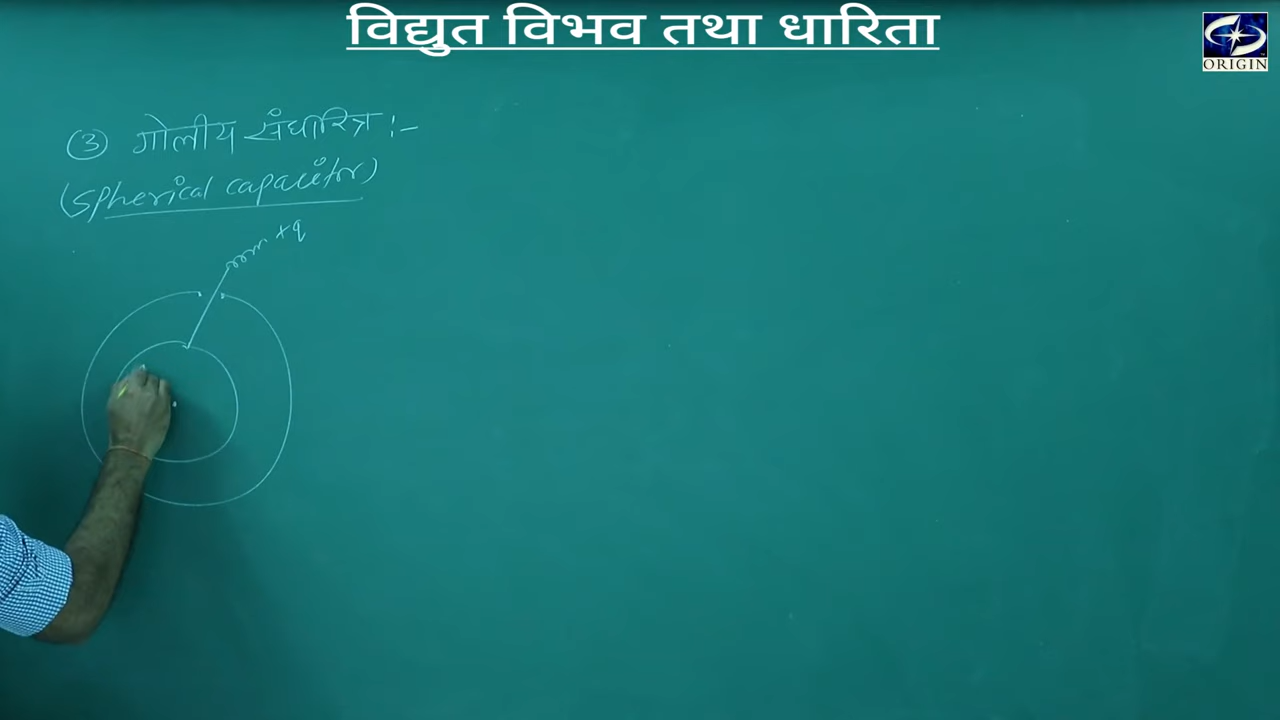 विद्युत विभव तथा धारिता
ORIGIN
③ गोलीय संधारित्र :-
(Spherical capacitor)
+q